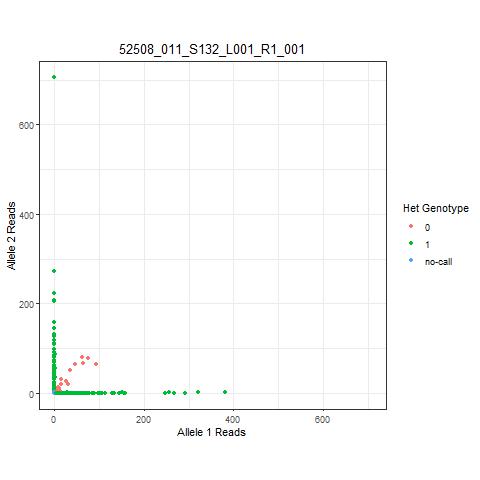 52508_011_S132_L001_R1_001
600
400
200
0
Allele 2 Reads
0 200 400 600
Allele 1 Reads
Het Genotype
0
1
no-call